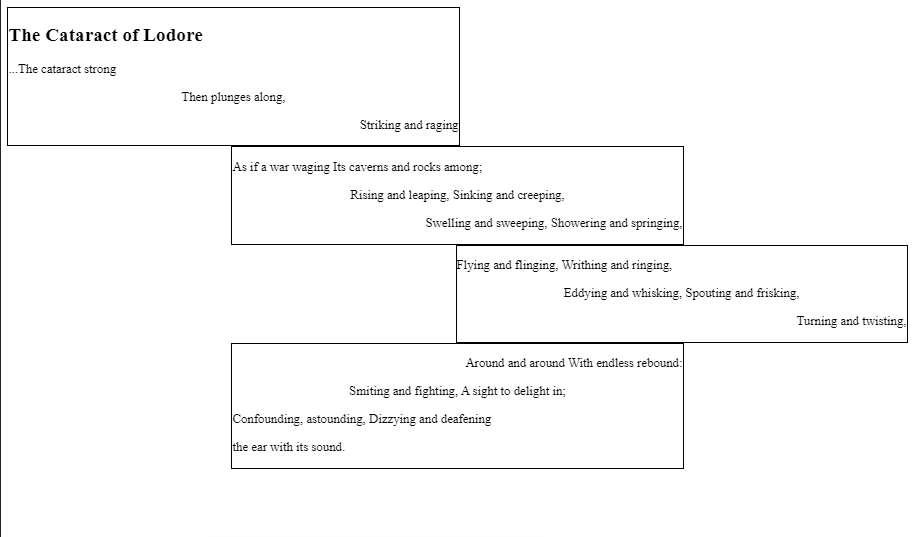 The Cataract of Lodore
...The cataract strong
Then plunges along,
Striking and raging
As if a war waging Its caverns and rocks among;
Rising and leaping, Sinking and creeping,
Swelling and sweeping, Showering and springing,
Flying and flinging, Writhing and ringing,
Eddying and whisking, Spouting and frisking,
Turning and twisting,
Around and around With endless rebound:
Smiting and fighting, A sight to delight in;
Confounding, astounding, Dizzying and deafening
the ear with its sound.